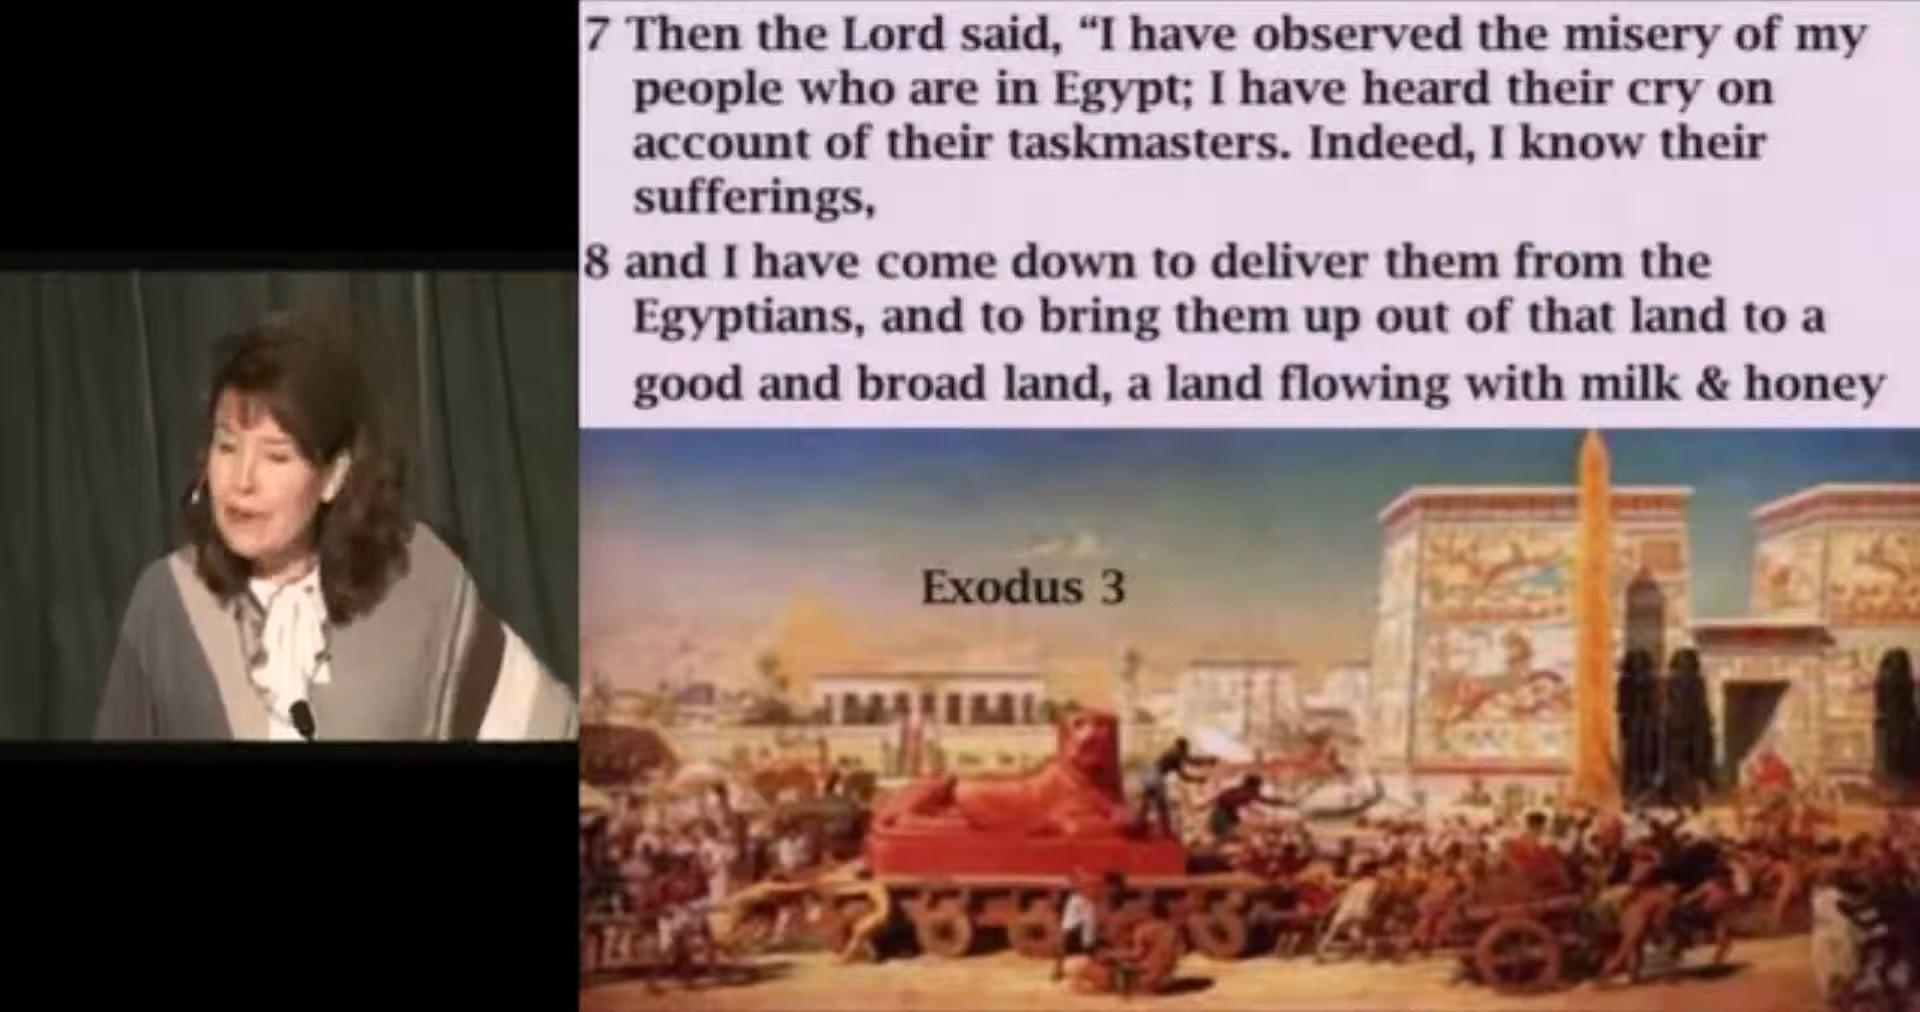 7 Then the Lord said, “I have observed the misery of my
people who are in Egypt; I have heard their cry on
account of their taskmasters. Indeed, I know their
sufferings,
8 and I have come down to deliver them from the
Egyptians, and to bring them up out of that land to a
good and broad land, a land flowing with milk & honey
Exodus 3